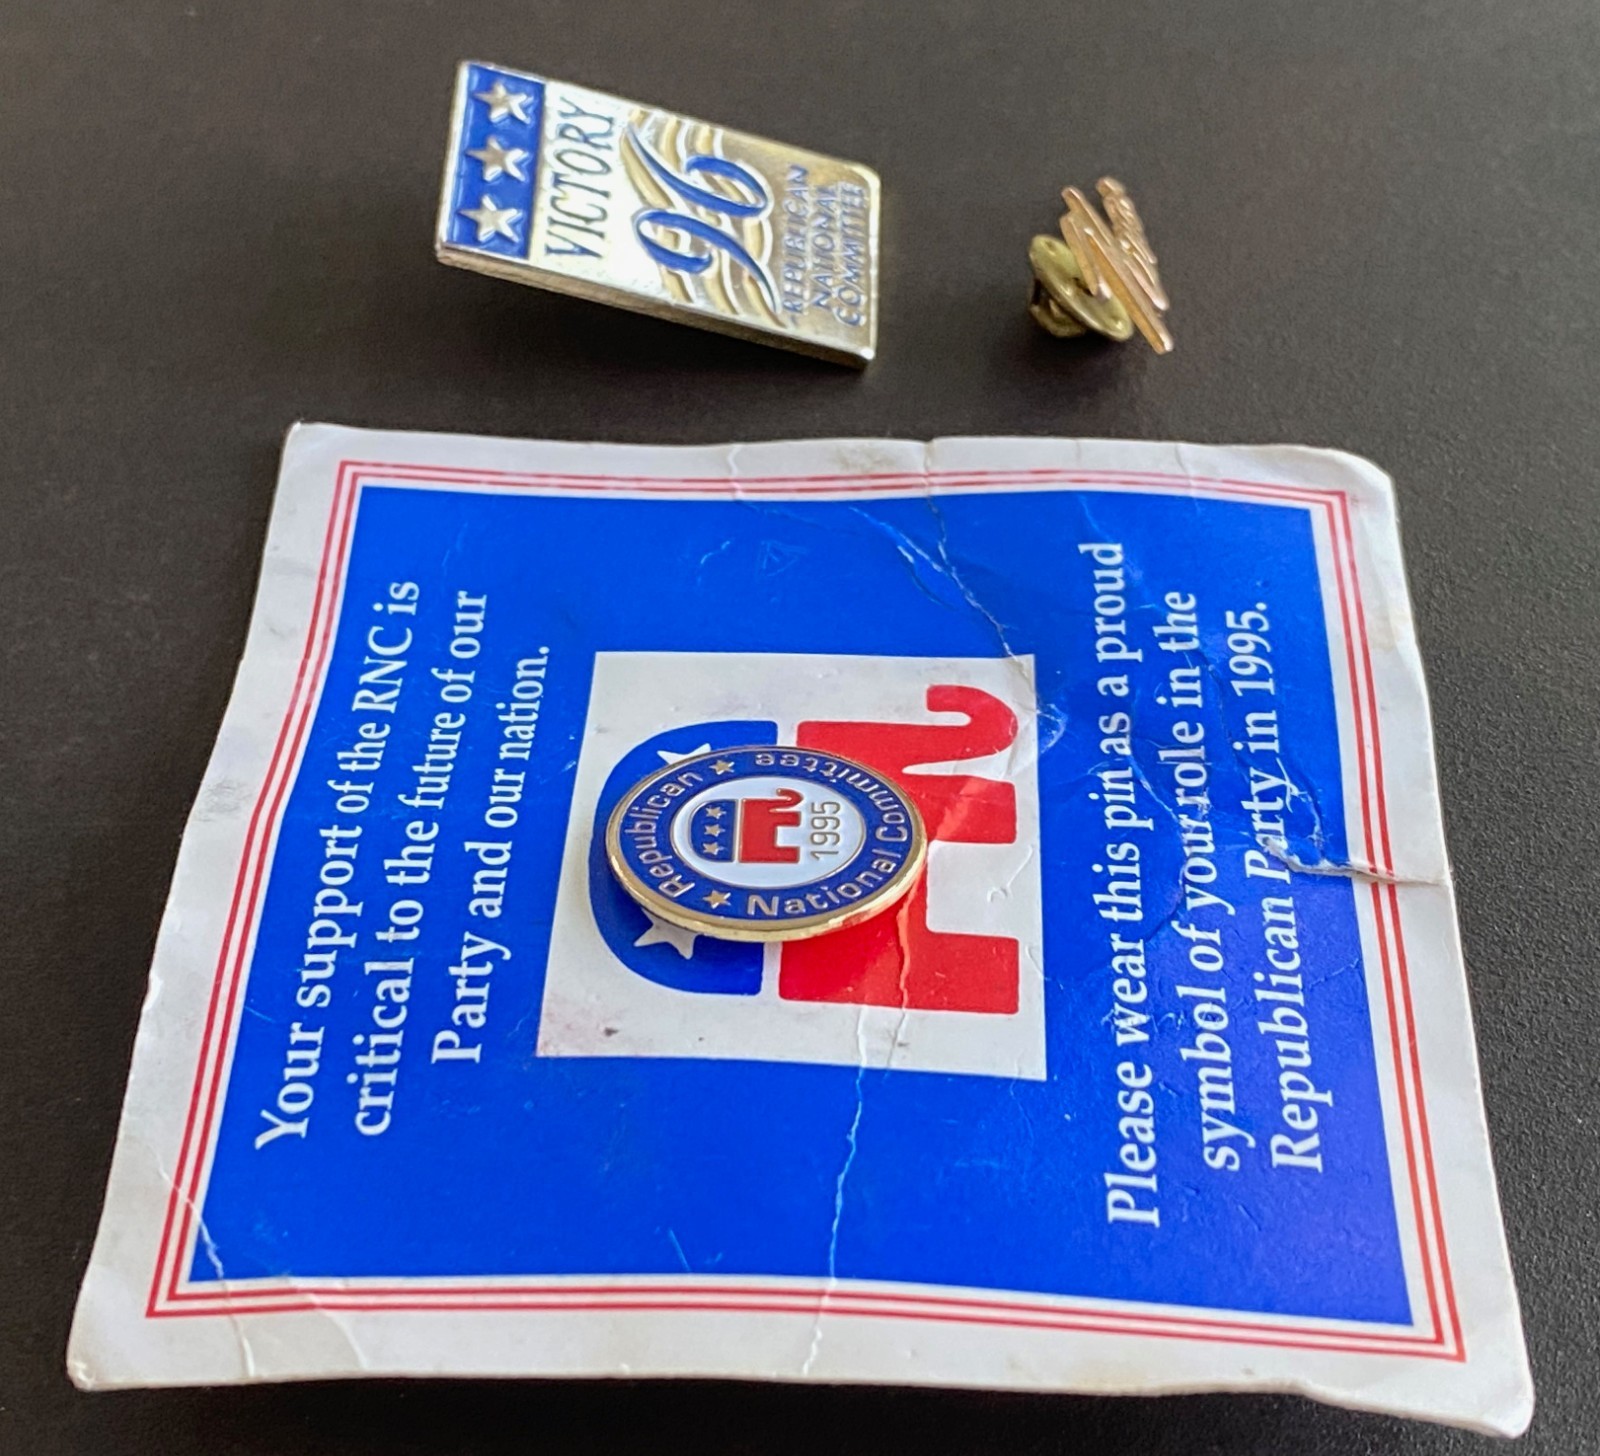 VICTORY
96
REPUBLICAN
NATIONAL
COMMITTEE
Your support of the RNC is
critical to the future of our
Party and our nation.
Republican
National Committee
1995
Please wear this pin as a proud
symbol of your role in the
Republican Party in 1995.